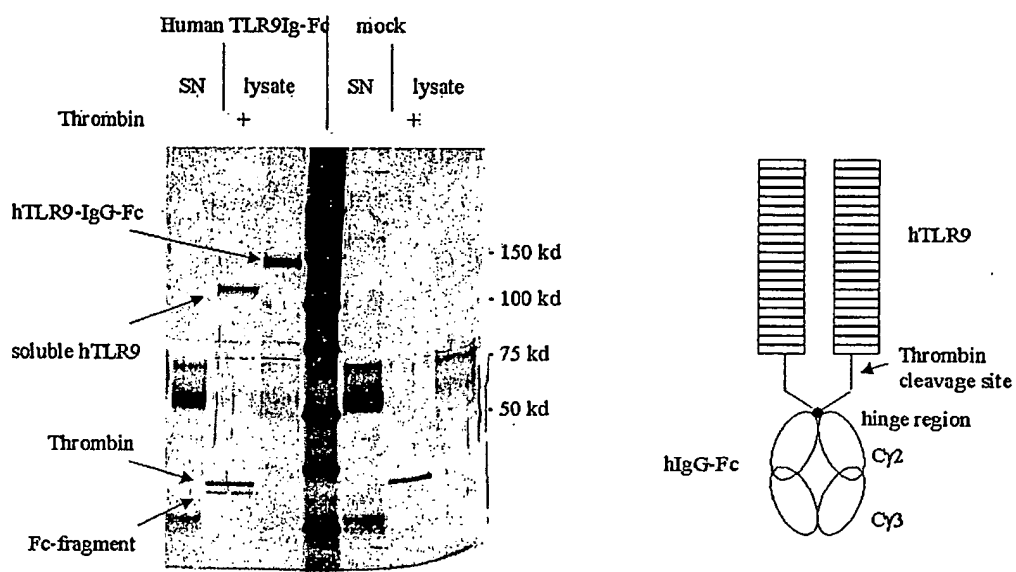 Human TLR9Ig-Fc mock
SN lysate SN lysate
Thrombin + +
hTLR9-IgG-Fc
soluble hTLR9
Thrombin
Fc-fragment
150 kd
100 kd
75 kd
50 kd
hTLR9
Thrombin
cleavage site
hinge region
hIgG-Fc
Cγ2
Cγ3